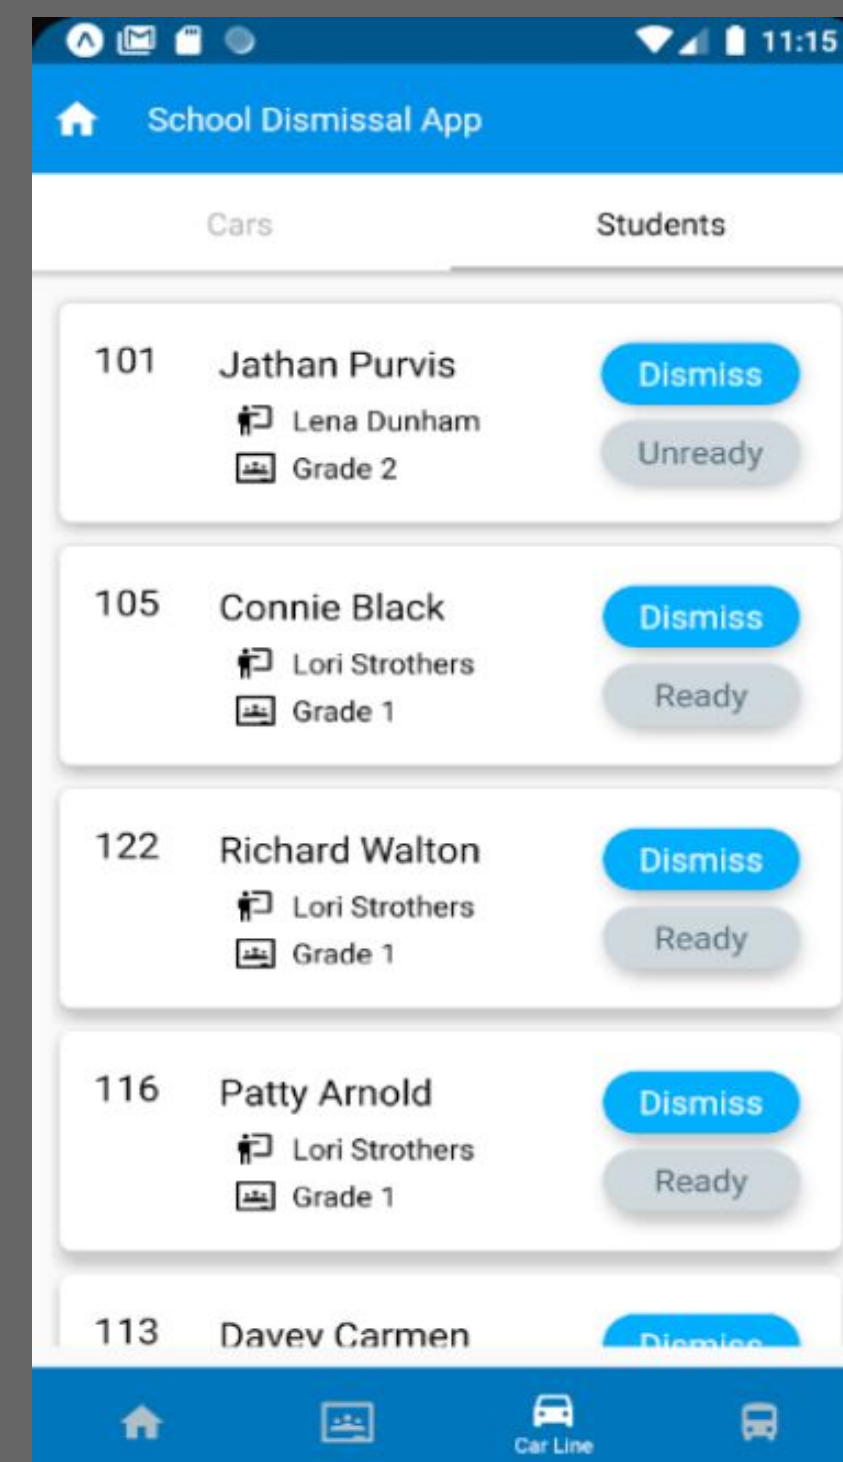 11:15
School Dismissal App
Cars Students
101 Jathan Purvis Dismiss
Lena Dunham
Grade 2 Unready
105 Connie Black Dismiss
Lori Strothers
Grade 1 Ready
122 Richard Walton Dismiss
Lori Strothers
Grade 1 Ready
116 Patty Arnold Dismiss
Lori Strothers
Grade 1 Ready
113 Davey Carmen Dismiss
Car Line